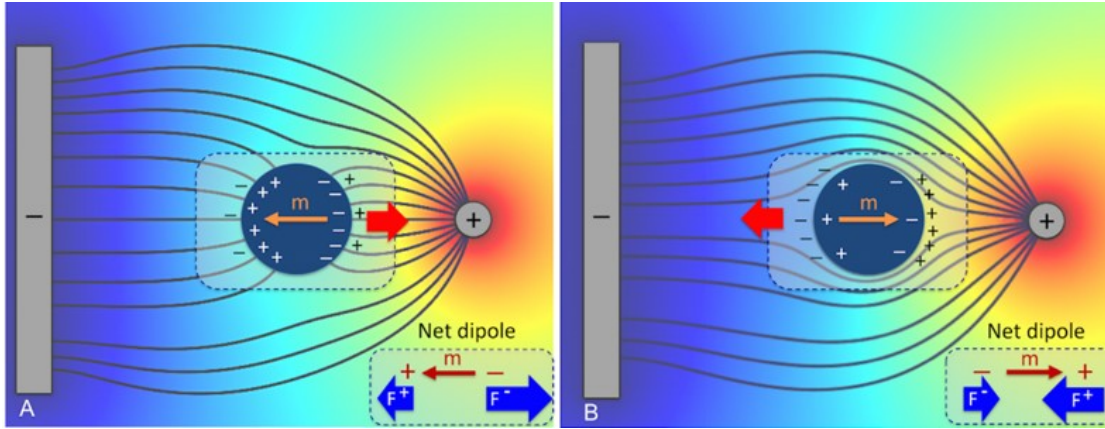 m
Net dipole
+ m −
F+ F-
A
m
Net dipole
− m +
F- F+
B